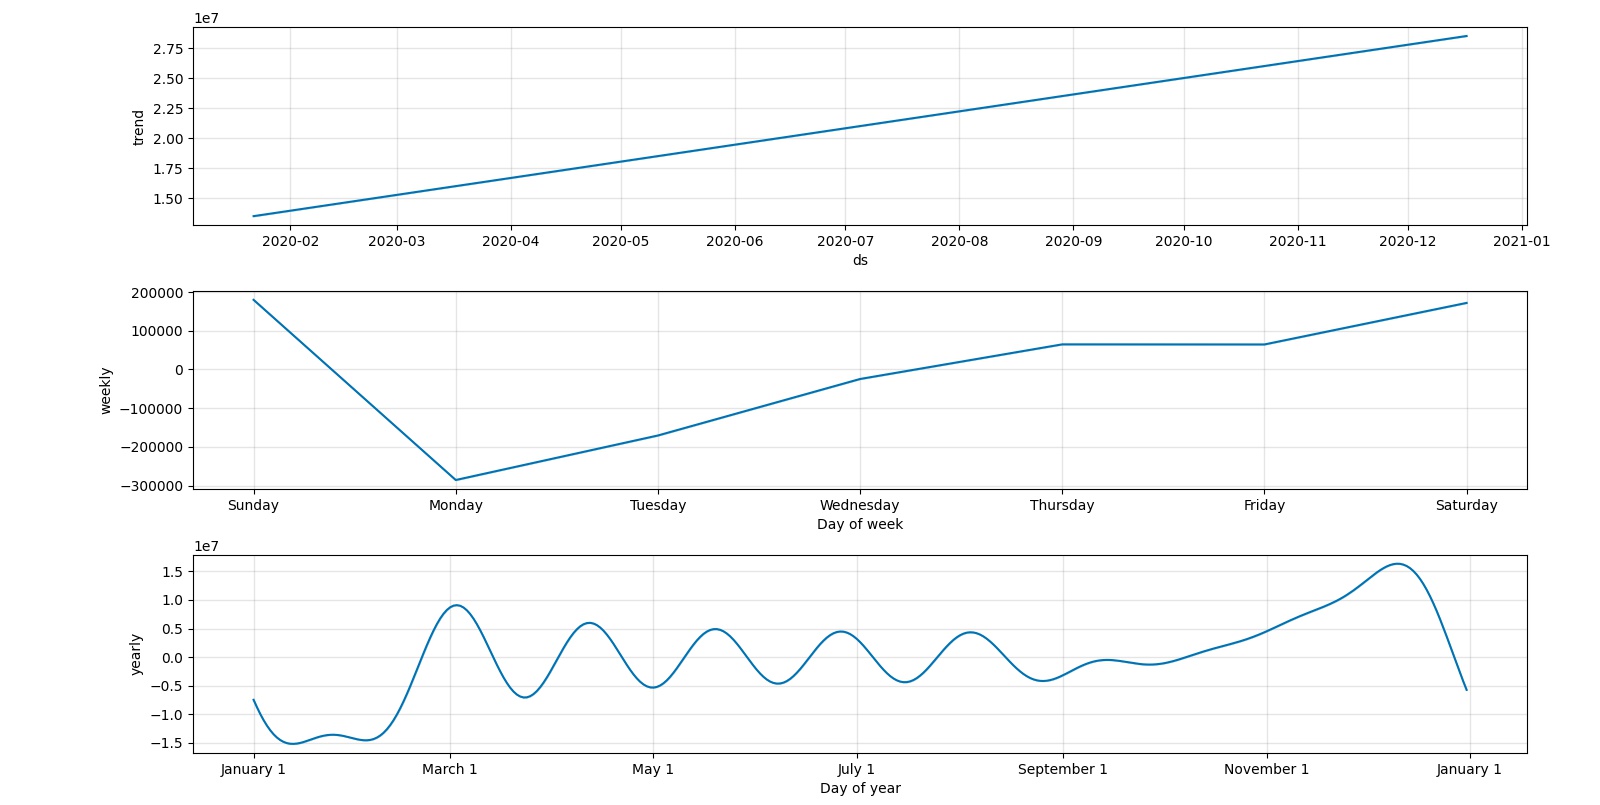 1e7
2.75
2.50
2.25
2.00
1.75
1.50
trend
2020-02 2020-03 2020-04 2020-05 2020-06 2020-07 2020-08 2020-09 2020-10 2020-11 2020-12 2021-01
ds
200000
100000
0
−100000
−200000
−300000
weekly
Sunday Monday Tuesday Wednesday Thursday Friday Saturday
Day of week
1e7
1.5
1.0
0.5
0.0
−0.5
−1.0
−1.5
yearly
January 1 March 1 May 1 July 1 September 1 November 1 January 1
Day of year